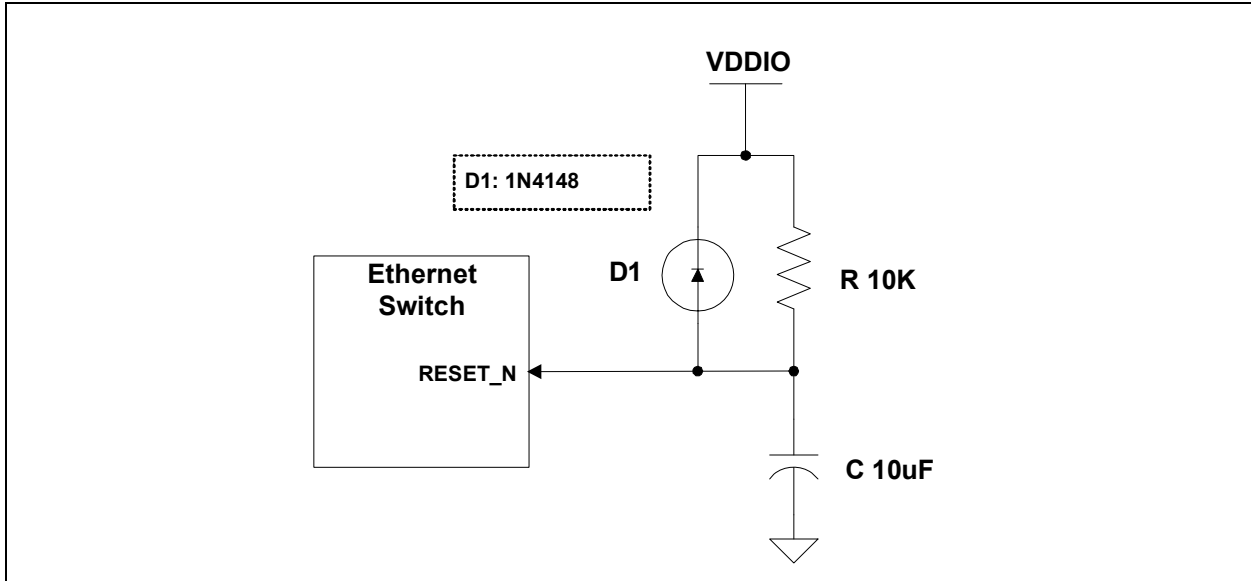 VDDIO
D1: 1N4148
Ethernet
Switch
D1
R 10K
RESET_N
C 10uF